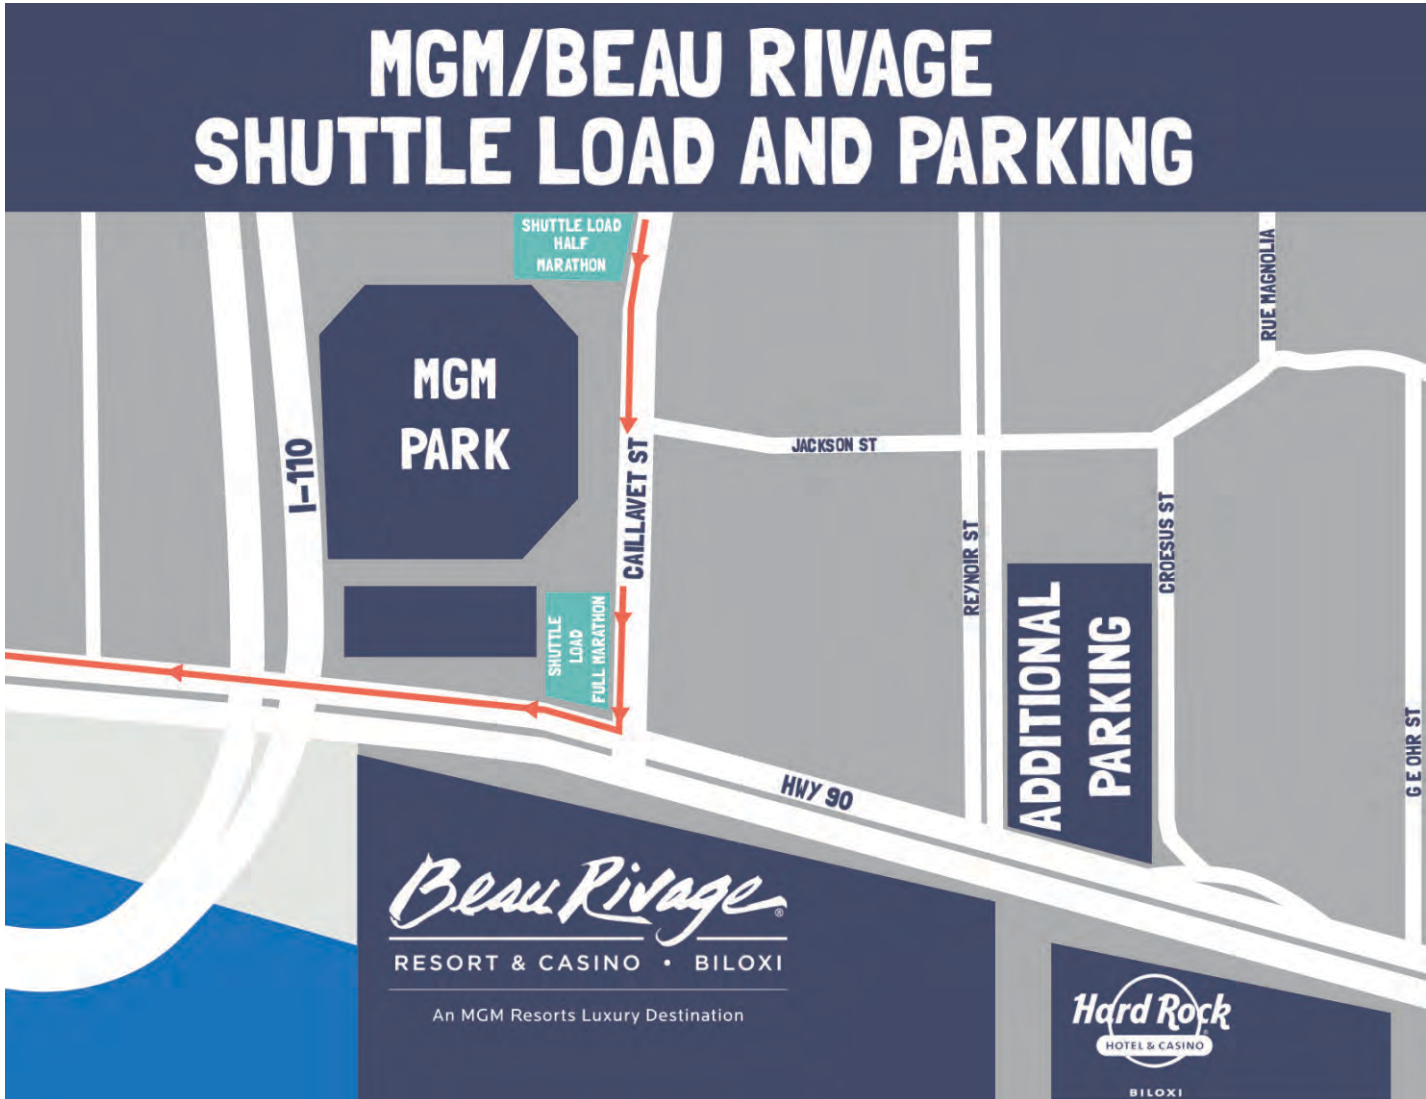 MGM/BEAU RIVAGE
SHUTTLE LOAD AND PARKING
SHUTTLE LOAD
HALF
MARATHON
RUE MAGNOLIA
MGM
PARK
I-110
CAILLAVET ST
JACKSON ST
REYNOIR ST
CROESUS ST
ADDITIONAL
PARKING
SHUTTLE
LOAD
FULL MARATHON
G E OHR ST
HWY 90
Beau Rivage®
RESORT & CASINO • BILOXI
An MGM Resorts Luxury Destination
Hard Rock®
HOTEL & CASINO
BILOXI